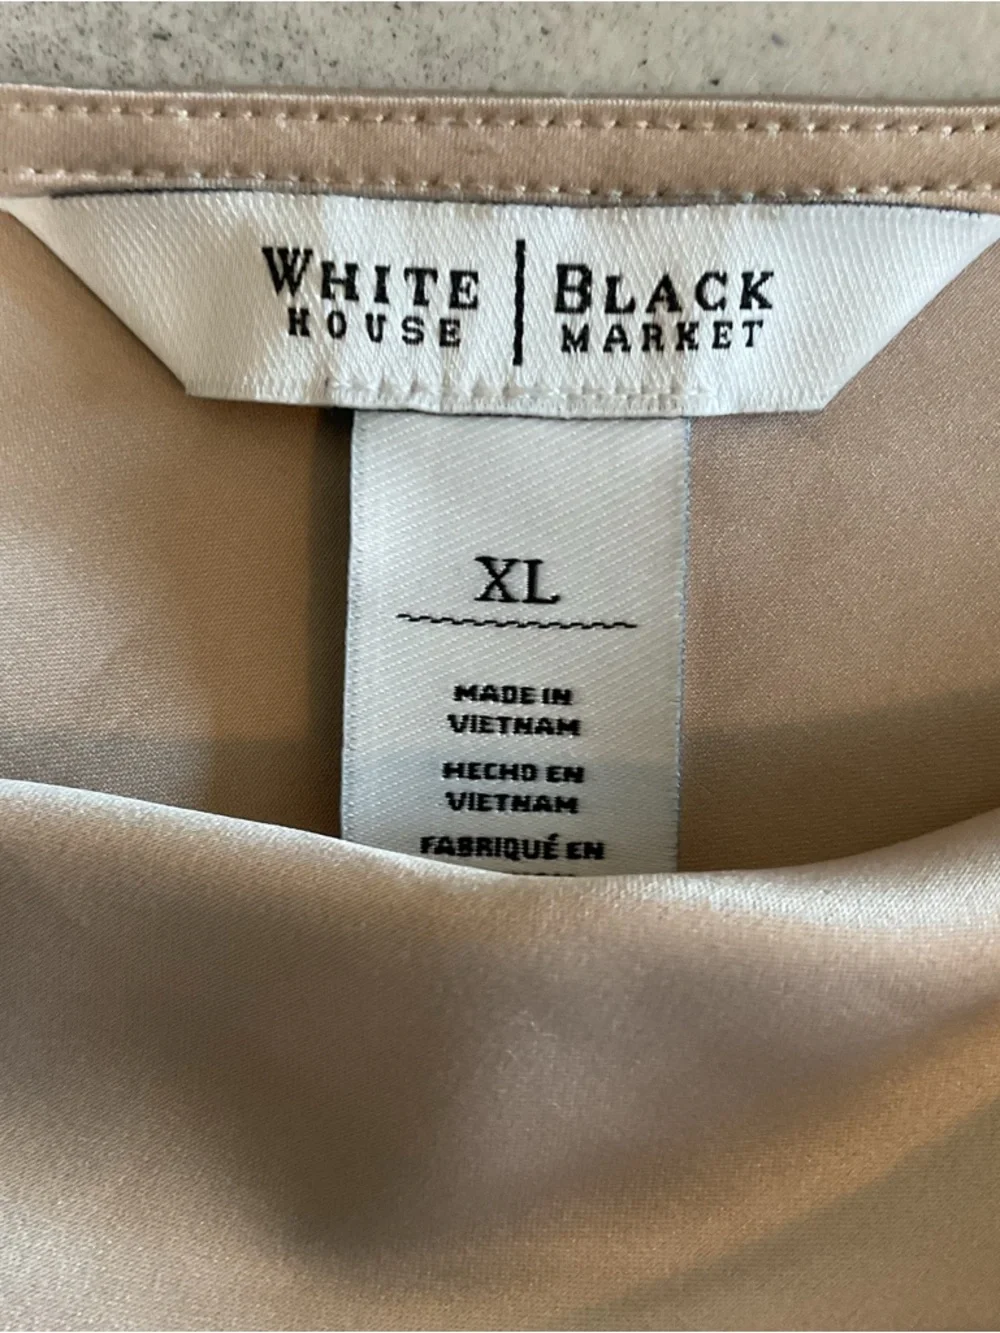 WHITE HOUSE | BLACK MARKET
XL
MADE IN
VIETNAM
HECHO EN
VIETNAM
FABRIQUÉ EN